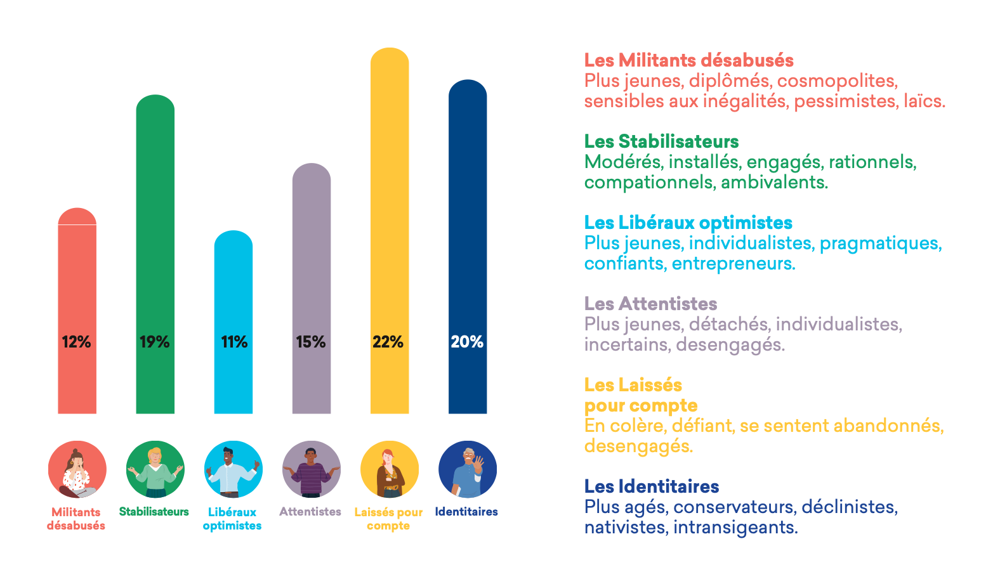 12%
19%
11%
15%
22%
20%
Militants
désabusés
Stabilisateurs
Libéraux
optimistes
Attentistes
Laissés pour
compte
Identitaires
Les Militants désabusés
Plus jeunes, diplômés, cosmopolites,
sensibles aux inégalités, pessimistes, laïcs.
Les Stabilisateurs
Modérés, installés, engagés, rationnels,
compationnels, ambivalents.
Les Libéraux optimistes
Plus jeunes, individualistes, pragmatiques,
confiants, entrepreneurs.
Les Attentistes
Plus jeunes, détachés, individualistes,
incertains, desengagés.
Les Laissés
pour compte
En colère, défiant, se sentent abandonnés,
desengagés.
Les Identitaires
Plus agés, conservateurs, déclinistes,
nativistes, intransigeants.